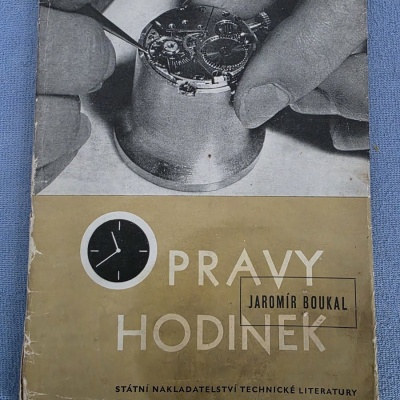 OPRAVY
JAROMÍR BOUKAL
HODINEK
STÁTNÍ NAKLADATELSTVÍ TECHNICKÉ LITERATURY